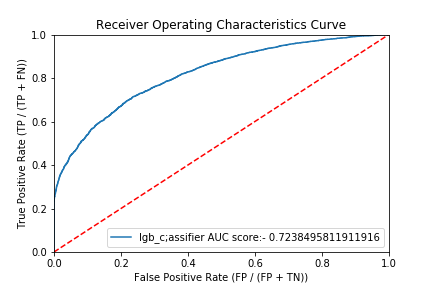 Receiver Operating Characteristics Curve
1.0
0.8
0.6
0.4
0.2
0.0
True Positive Rate (TP / (TP + FN))
lgb_c;assifier AUC score:- 0.7238495811911916
0.0 0.2 0.4 0.6 0.8 1.0
False Positive Rate (FP / (FP + TN))